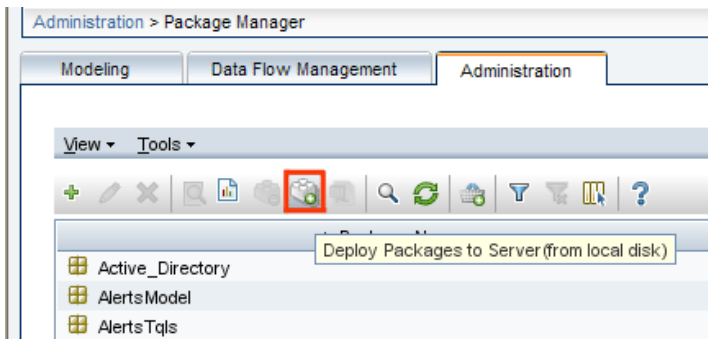 Administration > Package Manager
Modeling Data Flow Management Administration
View Tools
Deploy Packages to Server(from local disk)
Active_Directory
AlertsModel
AlertsTqls